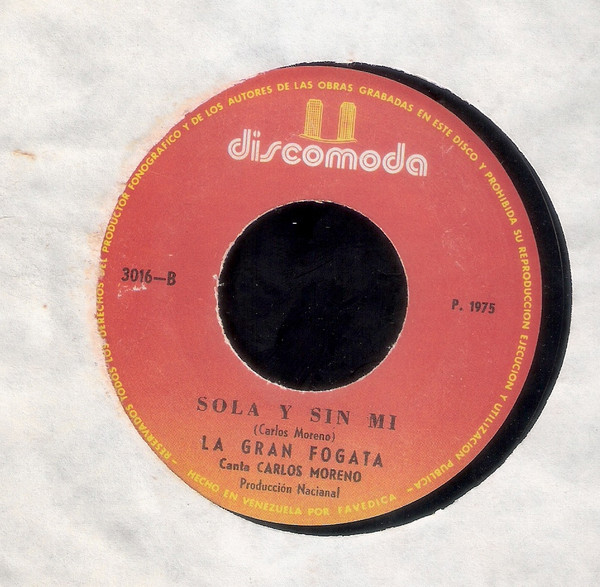 RESERVADOS TODOS LOS DERECHOS DEL PRODUCTOR FONOGRAFICO Y DE LOS AUTORES DE LAS OBRAS GRABADAS EN ESTE DISCO Y PROHIBIDA SU REPRODUCCION EJECUCION Y UTILIZACION PUBLICA -
discomoda
3016-B
P. 1975
SOLA Y SIN MI
(Carlos Moreno)
LA GRAN FOGATA
Canta CARLOS MORENO
Producción Nacianal
- HECHO EN VENEZUELA POR FAVEDICA -